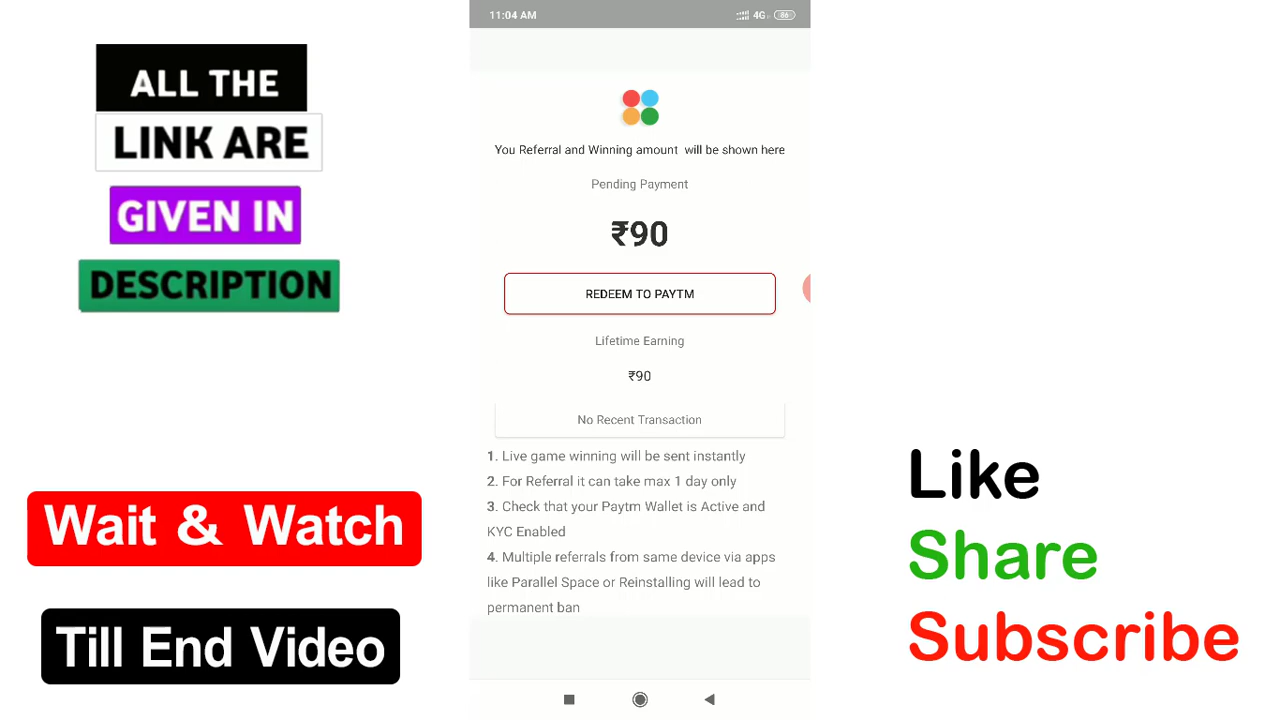 ALL THE
LINK ARE
GIVEN IN
DESCRIPTION
Wait & Watch
Till End Video
11:04 AM
4G
86
You Referral and Winning amount will be shown here
Pending Payment
₹90
REDEEM TO PAYTM
Lifetime Earning
₹90
No Recent Transaction
1. Live game winning will be sent instantly
2. For Referral it can take max 1 day only
3. Check that your Paytm Wallet is Active and
KYC Enabled
4. Multiple referrals from same device via apps
like Parallel Space or Reinstalling will lead to
permanent ban
Like
Share
Subscribe